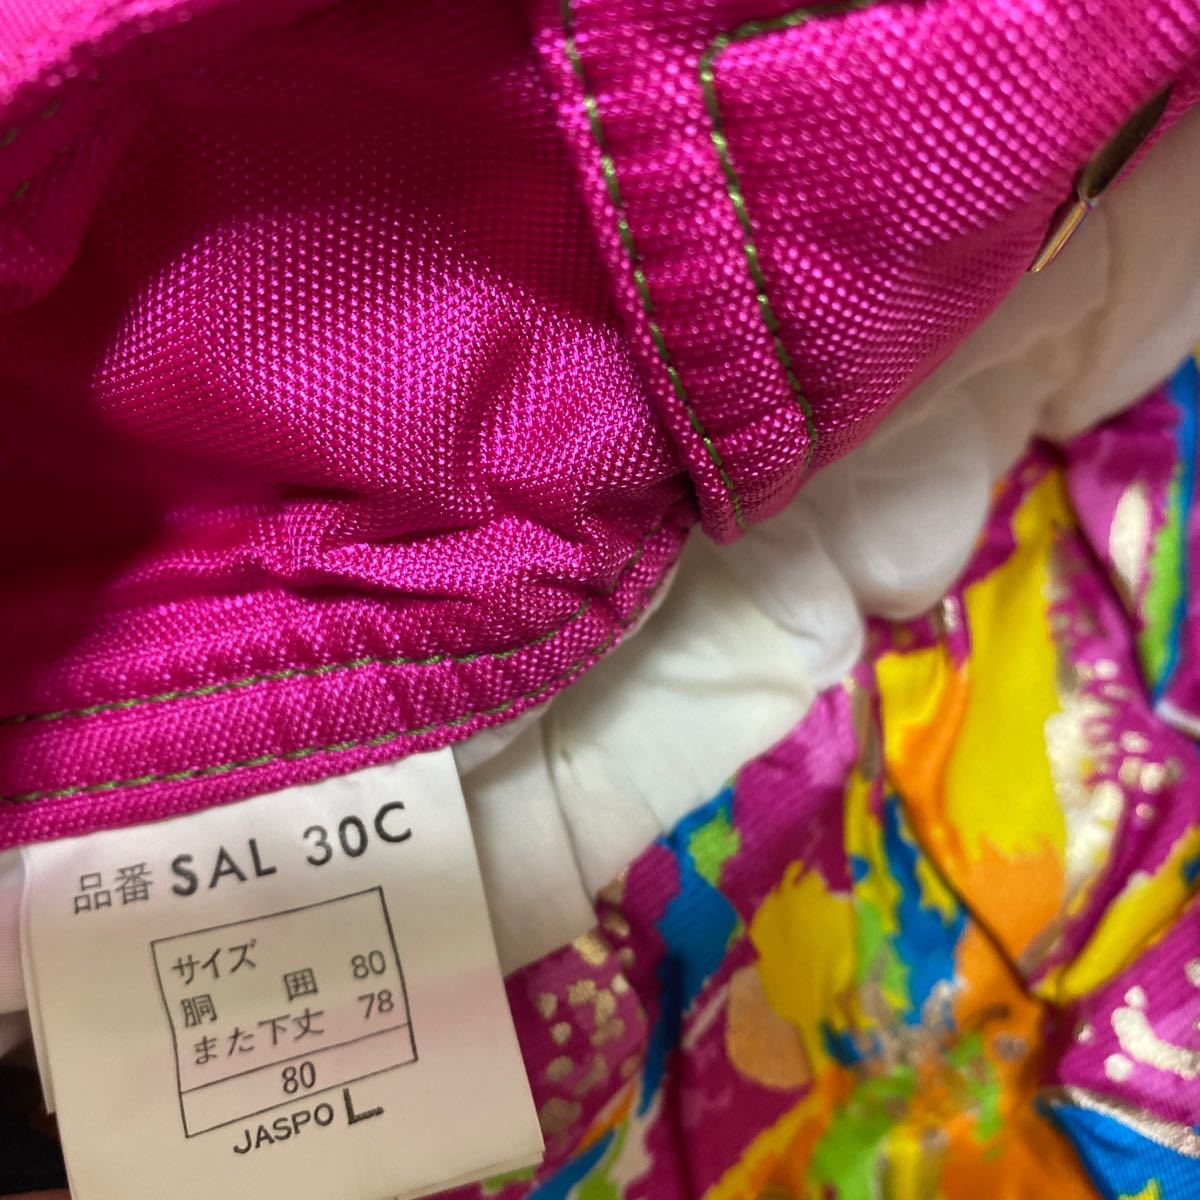 品番 SAL 30C
サイズ
胴 囲 80
また下丈 78
80
JASPO L